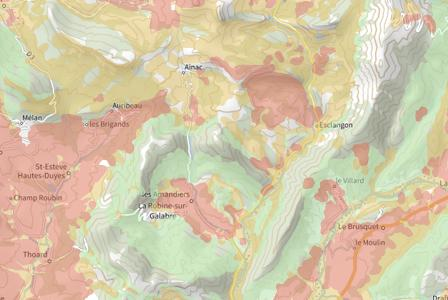 Ainac
Auribeau
Mélan
les Brigands
Esclangon
St-Esteve
Hautes-Duyes
le Villard
Champ Roubin
les Amandiers
La Robine-sur-
Galabre
Le Brusquet
le Moulin
Thoard